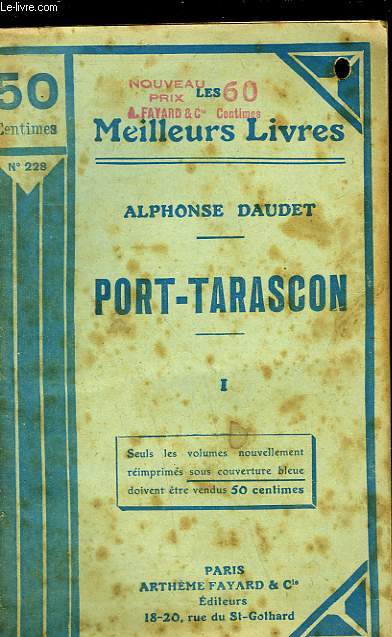 Le-livre.com
50
Centimes
N° 228
NOUVEAU
PRIX 60
A. FAYARD & Cie Centimes
LES
Meilleurs Livres
ALPHONSE DAUDET
PORT-TARASCON
I
Seuls les volumes nouvellement
réimprimés sous couverture bleue
doivent être vendus 50 centimes
PARIS
ARTHÈME FAYARD & Cie
Éditeurs
18-20, rue du St-Gothard